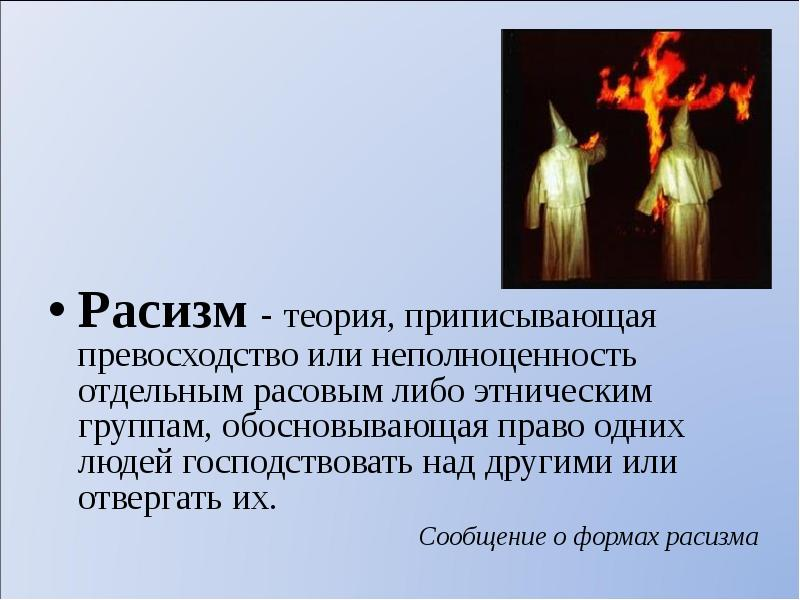 • Расизм - теория, приписывающая
превосходство или неполноценность
отдельным расовым либо этническим
группам, обосновывающая право одних
людей господствовать над другими или
отвергать их.
Сообщение о формах расизма